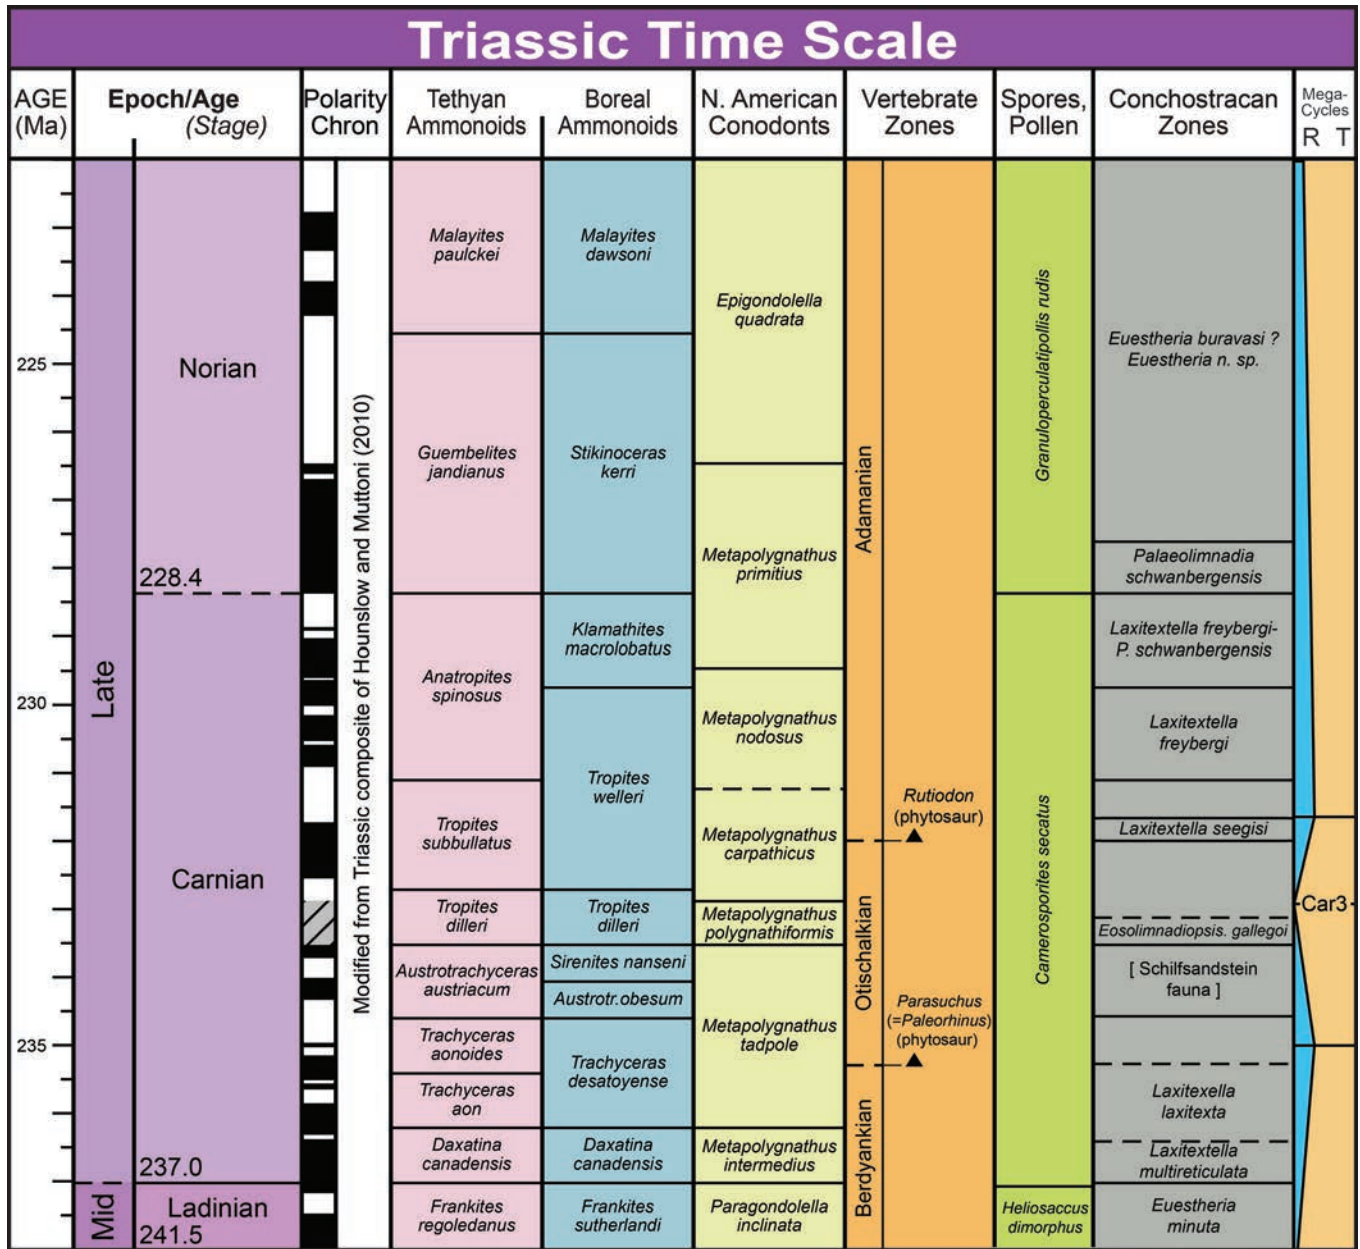 Triassic Time Scale
AGE
(Ma)
Epoch/Age
(Stage)
Polarity
Chron
Tethyan
Ammonoids
Boreal
Ammonoids
N. American
Conodonts
Vertebrate
Zones
Spores,
Pollen
Conchostracan
Zones
Mega-
Cycles
R T
225
230
235
Late
Mid
Norian
228.4
Carnian
237.0
Ladinian
241.5
Modified from Triassic composite of Hounslow and Muttoni (2010)
Malayites
paulckei
Guembelites
jandianus
Anatropites
spinosus
Tropites
subbullatus
Tropites
dilleri
Austrotrachyceras
austriacum
Trachyceras
aonoides
Trachyceras
aon
Daxatina
canadensis
Frankites
regoledanus
Malayites
dawsoni
Stikinoceras
kerri
Klamathites
macrolobatus
Tropites
welleri
Tropites
dilleri
Sirenites nanseni
Austrotr.obesum
Trachyceras
desatoyense
Daxatina
canadensis
Frankites
sutherlandi
Epigondolella
quadrata
Metapolygnathus
primitius
Metapolygnathus
nodosus
Metapolygnathus
carpathicus
Metapolygnathus
polygnathiformis
Metapolygnathus
tadpole
Metapolygnathus
intermedius
Paragondolella
inclinata
Adamanian
Otischalkian
Berdyankian
Rutiodon
(phytosaur)
Parasuchus
(=Paleorhinus)
(phytosaur)
Granuloperculatipollis rudis
Camerosporites secatus
Heliosaccus
dimorphus
Euestheria buravasi ?
Euestheria n. sp.
Palaeolimnadia
schwanbergensis
Laxitextella freybergi-
P. schwanbergensis
Laxitextella
freybergi
Laxitextella seegisi
Eosolimnadiopsis. gallegoi
[ Schilfsandstein
fauna ]
Laxitexella
laxitexta
Laxitextella
multireticulata
Euestheria
minuta
Car3